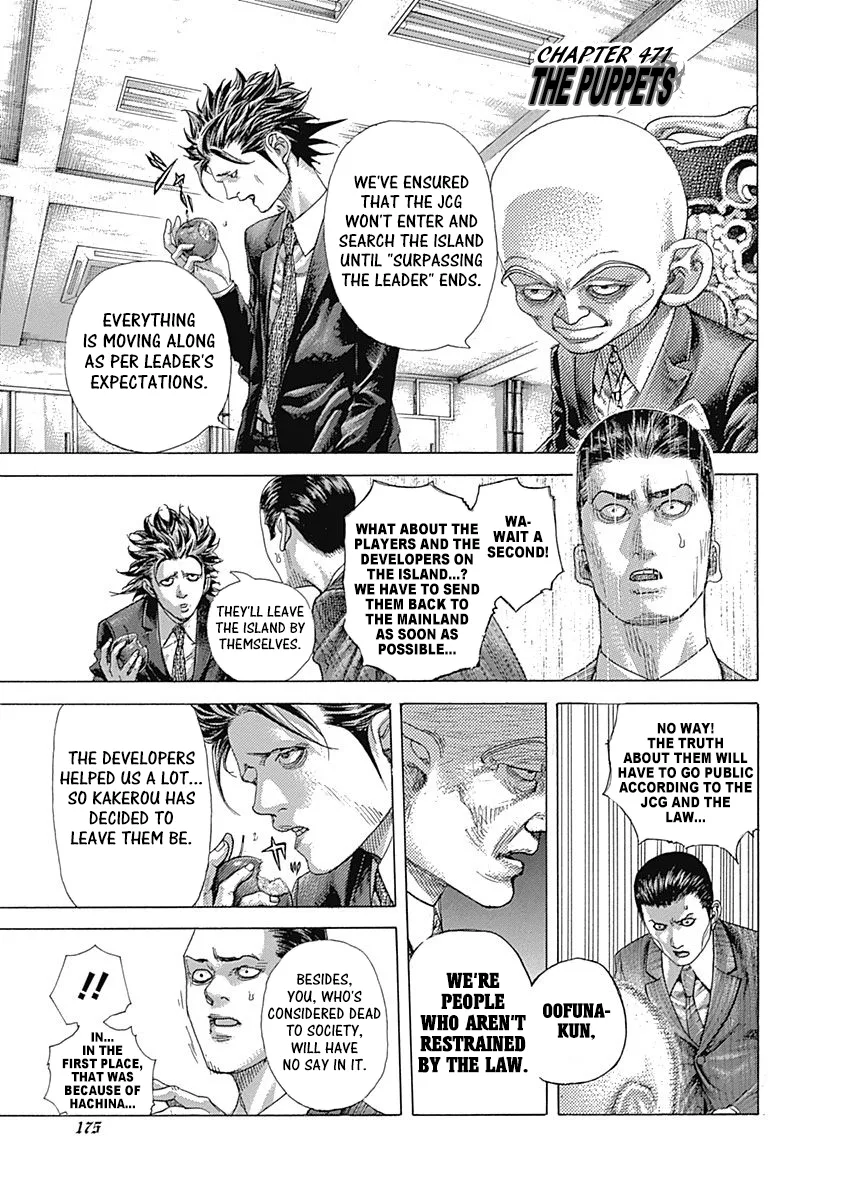 CHAPTER 471
THE PUPPETS
WE'VE ENSURED
THAT THE JCG
WON'T ENTER AND
SEARCH THE ISLAND
UNTIL "SURPASSING
THE LEADER" ENDS.
EVERYTHING
IS MOVING ALONG
AS PER LEADER'S
EXPECTATIONS.
WA-
WAIT A
SECOND!
WHAT ABOUT THE
PLAYERS AND THE
DEVELOPERS ON
THE ISLAND...?
WE HAVE TO SEND
THEM BACK TO
THE MAINLAND
AS SOON AS
POSSIBLE...
THEY'LL LEAVE
THE ISLAND BY
THEMSELVES.
NO WAY!
THE TRUTH
ABOUT THEM WILL
HAVE TO GO PUBLIC
ACCORDING TO THE
JCG AND THE
LAW...
OOFUNA-
KUN,
WE'RE
PEOPLE
WHO AREN'T
RESTRAINED
BY THE LAW.
THE DEVELOPERS
HELPED US A LOT...
SO KAKEROU HAS
DECIDED TO
LEAVE THEM BE.
BESIDES,
YOU, WHO'S
CONSIDERED DEAD
TO SOCIETY,
WILL HAVE
NO SAY IN IT.
!!
IN...
IN THE
FIRST PLACE,
THAT WAS
BECAUSE OF
HACHINA...
175